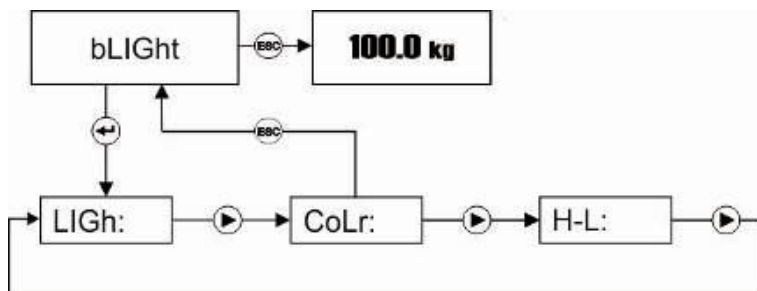 bLIGht
ESC
100.0 kg
ESC
LIGh:
CoLr:
H-L: